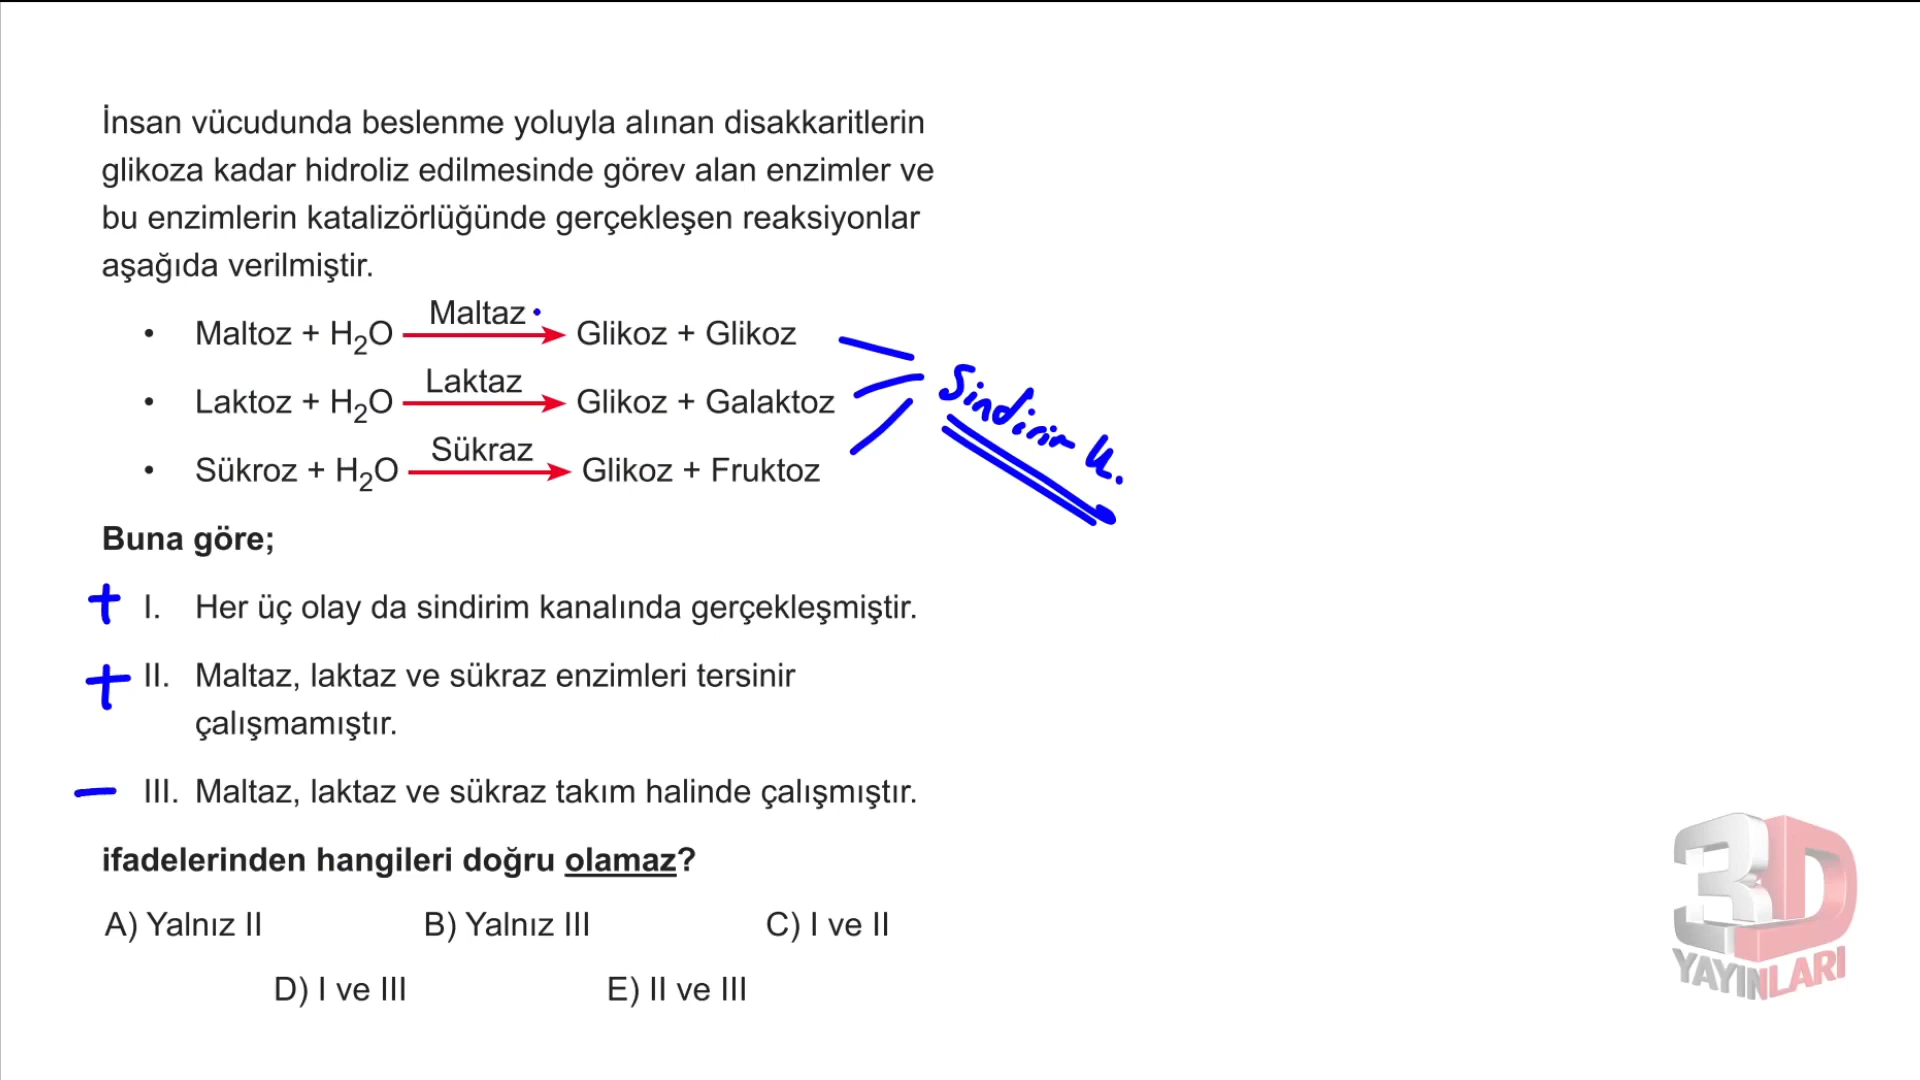 İnsan vücudunda beslenme yoluyla alınan disakkaritlerin
glikoza kadar hidroliz edilmesinde görev alan enzimler ve
bu enzimlerin katalizörlüğünde gerçekleşen reaksiyonlar
aşağıda verilmiştir.
• Maltoz + H₂O Maltaz → Glikoz + Glikoz
• Laktoz + H₂O Laktaz → Glikoz + Galaktoz
• Sükroz + H₂O Sükraz → Glikoz + Fruktoz
Sindirim K.
Buna göre;
+ I. Her üç olay da sindirim kanalında gerçekleşmiştir.
+ II. Maltaz, laktaz ve sükraz enzimleri tersinir
çalışmamıştır.
– III. Maltaz, laktaz ve sükraz takım halinde çalışmıştır.
ifadelerinden hangileri doğru olamaz?
A) Yalnız II B) Yalnız III C) I ve II
D) I ve III E) II ve III
3D
YAYINLARI